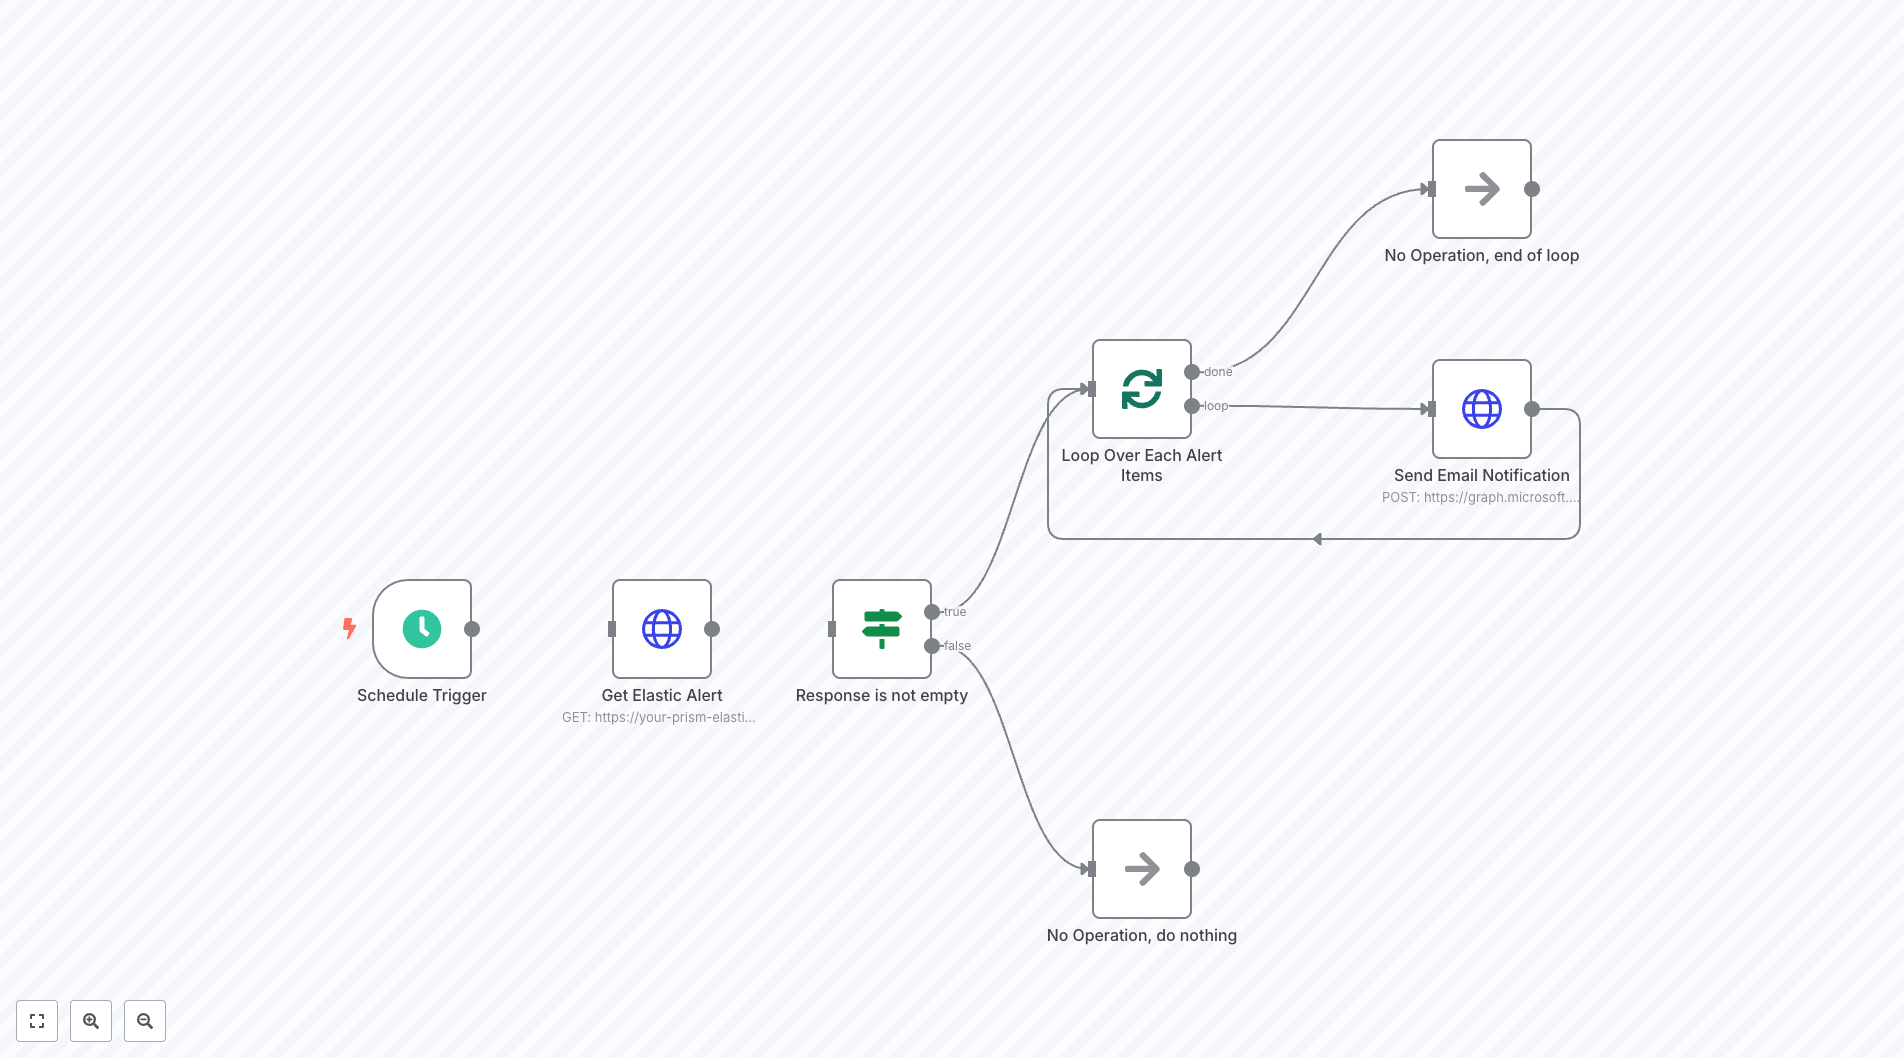 No Operation, end of loop
done
loop
Loop Over Each Alert
Items
Send Email Notification
POST: https://graph.microsoft....
true
false
Schedule Trigger
Get Elastic Alert
GET: https://your-prism-elasti...
Response is not empty
No Operation, do nothing